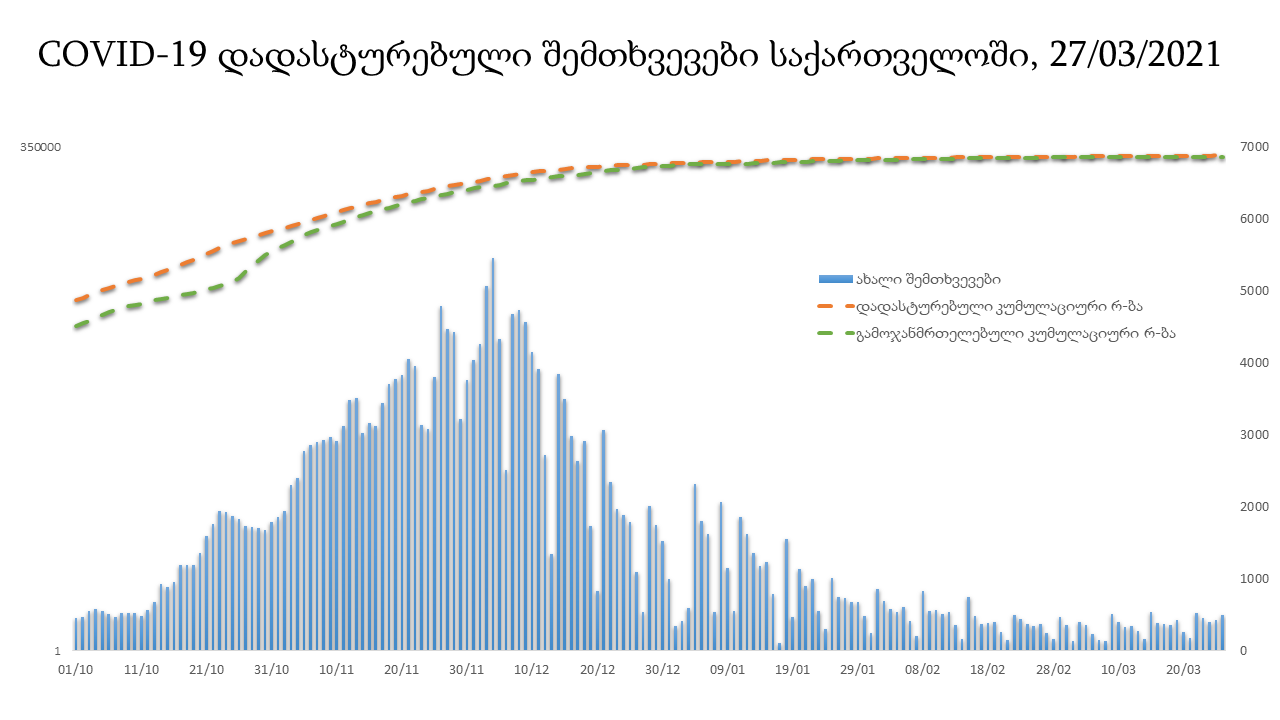 COVID-19 დადასტურებული შემთხვევები საქართველოში, 27/03/2021
350000
7000
6000
5000
4000
3000
2000
1000
1
0
ახალი შემთხვევები
დადასტურებული კუმულაციური რ-ბა
გამოჯანმრთელებული კუმულაციური რ-ბა
01/10 11/10 21/10 31/10 10/11 20/11 30/11 10/12 20/12 30/12 09/01 19/01 29/01 08/02 18/02 28/02 10/03 20/03